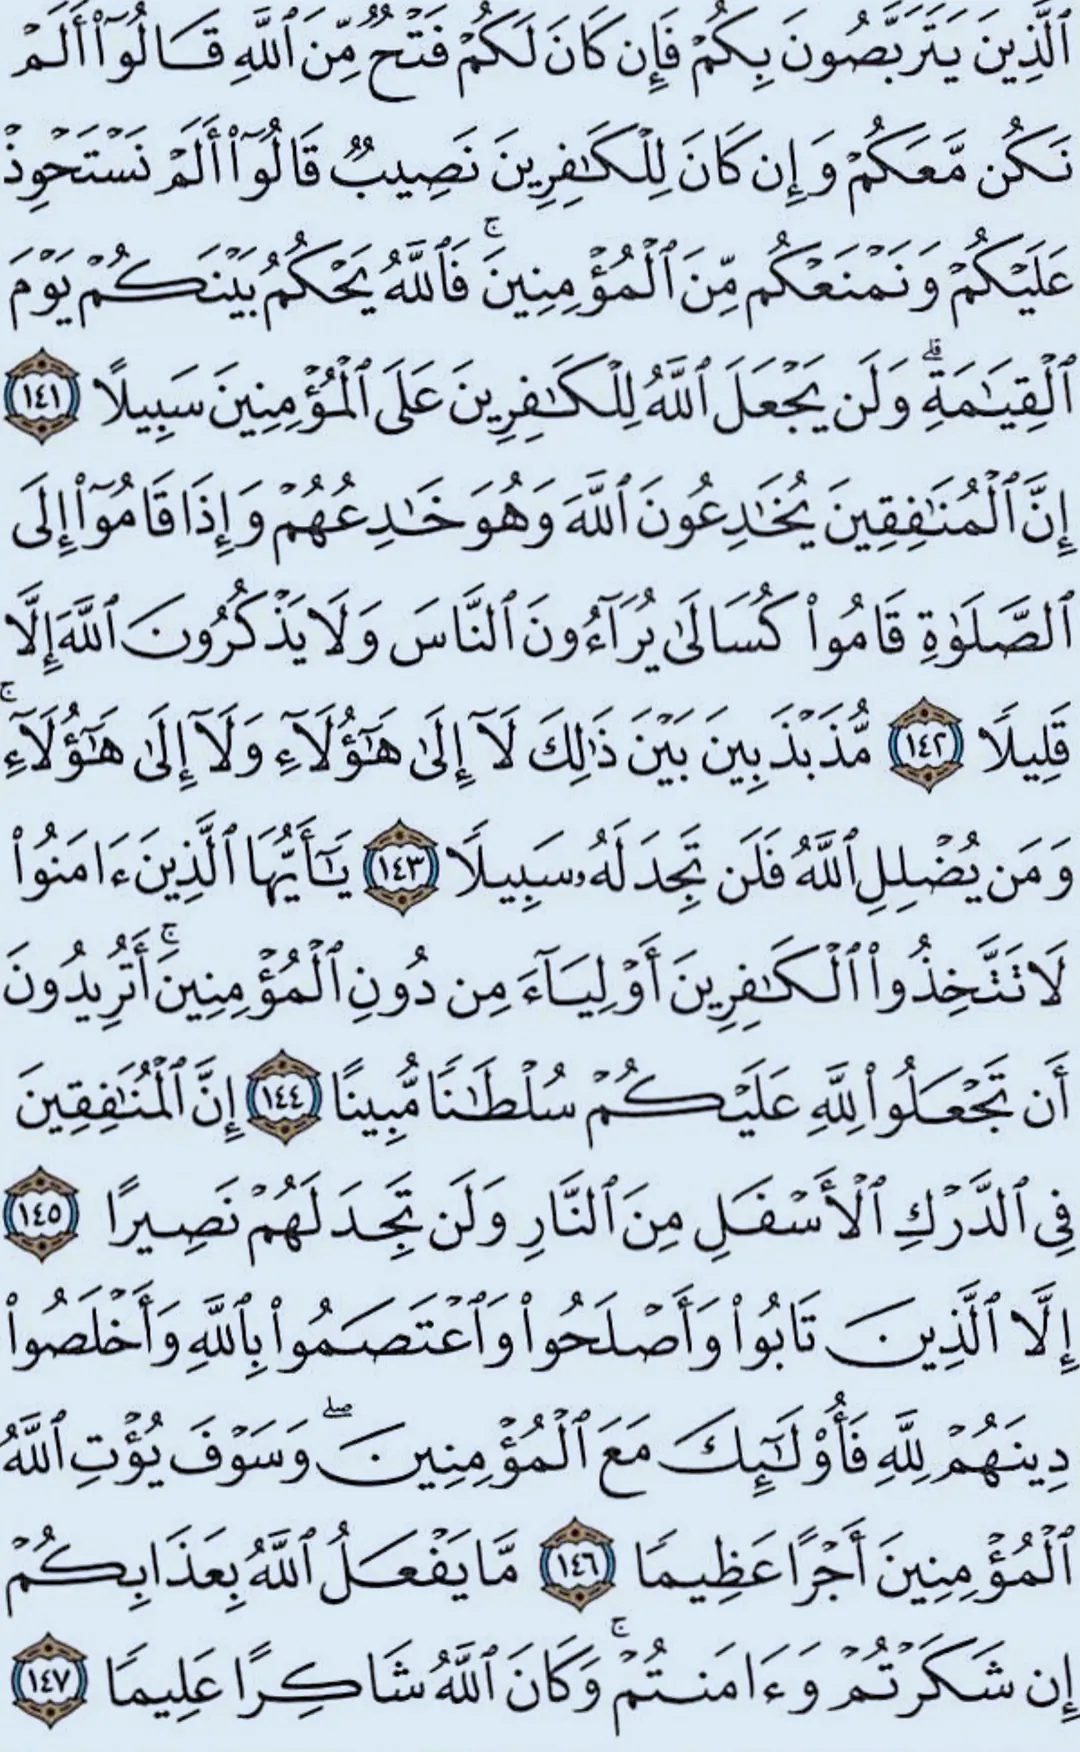 ٱلَّذِينَ يَتَرَبَّصُونَ بِكُمْ فَإِن كَانَ لَكُمْ فَتْحٌ مِّنَ ٱللَّهِ قَالُوٓا۟ أَلَمْ
نَكُن مَّعَكُمْ وَإِن كَانَ لِلْكَـٰفِرِينَ نَصِيبٌ قَالُوٓا۟ أَلَمْ نَسْتَحْوِذْ
عَلَيْكُمْ وَنَمْنَعْكُم مِّنَ ٱلْمُؤْمِنِينَ ۚ فَٱللَّهُ يَحْكُمُ بَيْنَكُمْ يَوْمَ
ٱلْقِيَـٰمَةِ ۗ وَلَن يَجْعَلَ ٱللَّهُ لِلْكَـٰفِرِينَ عَلَى ٱلْمُؤْمِنِينَ سَبِيلًا ١٤١
إِنَّ ٱلْمُنَـٰفِقِينَ يُخَـٰدِعُونَ ٱللَّهَ وَهُوَ خَـٰدِعُهُمْ وَإِذَا قَامُوٓا۟ إِلَى
ٱلصَّلَوٰةِ قَامُوا۟ كُسَالَىٰ يُرَآءُونَ ٱلنَّاسَ وَلَا يَذْكُرُونَ ٱللَّهَ إِلَّا
قَلِيلًا ١٤٢ مُّذَبْذَبِينَ بَيْنَ ذَٰلِكَ لَآ إِلَىٰ هَـٰٓؤُلَآءِ وَلَآ إِلَىٰ هَـٰٓؤُلَآءِ ۚ
وَمَن يُضْلِلِ ٱللَّهُ فَلَن تَجِدَ لَهُۥ سَبِيلًا ١٤٣ يَـٰٓأَيُّهَا ٱلَّذِينَ ءَامَنُوا۟
لَا تَتَّخِذُوا۟ ٱلْكَـٰفِرِينَ أَوْلِيَآءَ مِن دُونِ ٱلْمُؤْمِنِينَ ۚ أَتُرِيدُونَ
أَن تَجْعَلُوا۟ لِلَّهِ عَلَيْكُمْ سُلْطَـٰنًا مُّبِينًا ١٤٤ إِنَّ ٱلْمُنَـٰفِقِينَ
فِى ٱلدَّرْكِ ٱلْأَسْفَلِ مِنَ ٱلنَّارِ وَلَن تَجِدَ لَهُمْ نَصِيرًا ١٤٥
إِلَّا ٱلَّذِينَ تَابُوا۟ وَأَصْلَحُوا۟ وَٱعْتَصَمُوا۟ بِٱللَّهِ وَأَخْلَصُوا۟
دِينَهُمْ لِلَّهِ فَأُو۟لَـٰٓئِكَ مَعَ ٱلْمُؤْمِنِينَ ۖ وَسَوْفَ يُؤْتِ ٱللَّهُ
ٱلْمُؤْمِنِينَ أَجْرًا عَظِيمًا ١٤٦ مَّا يَفْعَلُ ٱللَّهُ بِعَذَابِكُمْ
إِن شَكَرْتُمْ وَءَامَنتُمْ ۚ وَكَانَ ٱللَّهُ شَاكِرًا عَلِيمًا ١٤٧